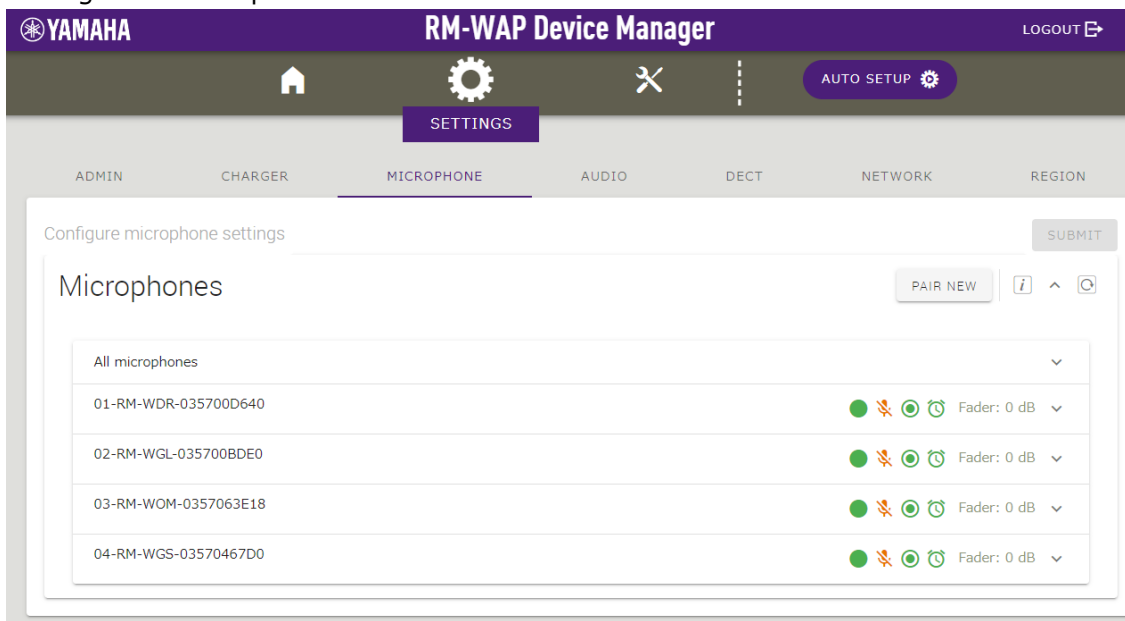 YAMAHA RM-WAP Device Manager LOGOUT
AUTO SETUP
SETTINGS
ADMIN CHARGER MICROPHONE AUDIO DECT NETWORK REGION
Configure microphone settings SUBMIT
Microphones PAIR NEW i
All microphones
01-RM-WDR-035700D640 Fader: 0 dB
02-RM-WGL-035700BDE0 Fader: 0 dB
03-RM-WOM-0357063E18 Fader: 0 dB
04-RM-WGS-03570467D0 Fader: 0 dB